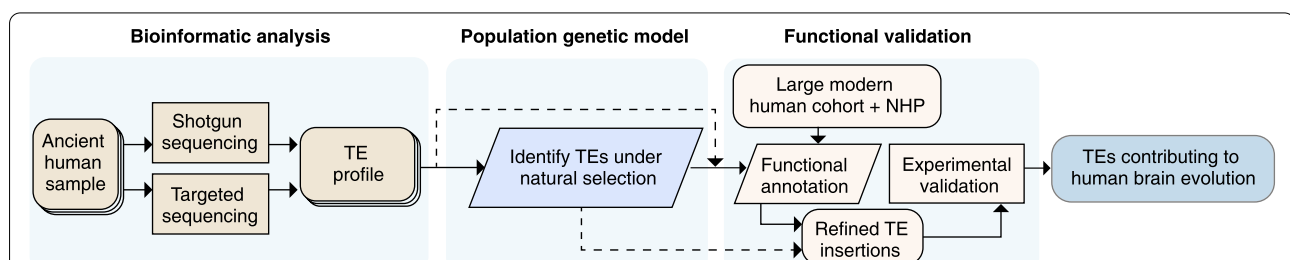 Bioinformatic analysis
Population genetic model
Functional validation
Ancient
human
sample
Shotgun
sequencing
Targeted
sequencing
TE
profile
Identify TEs under
natural selection
Large modern
human cohort + NHP
Functional
annotation
Refined TE
insertions
Experimental
validation
TEs contributing to
human brain evolution